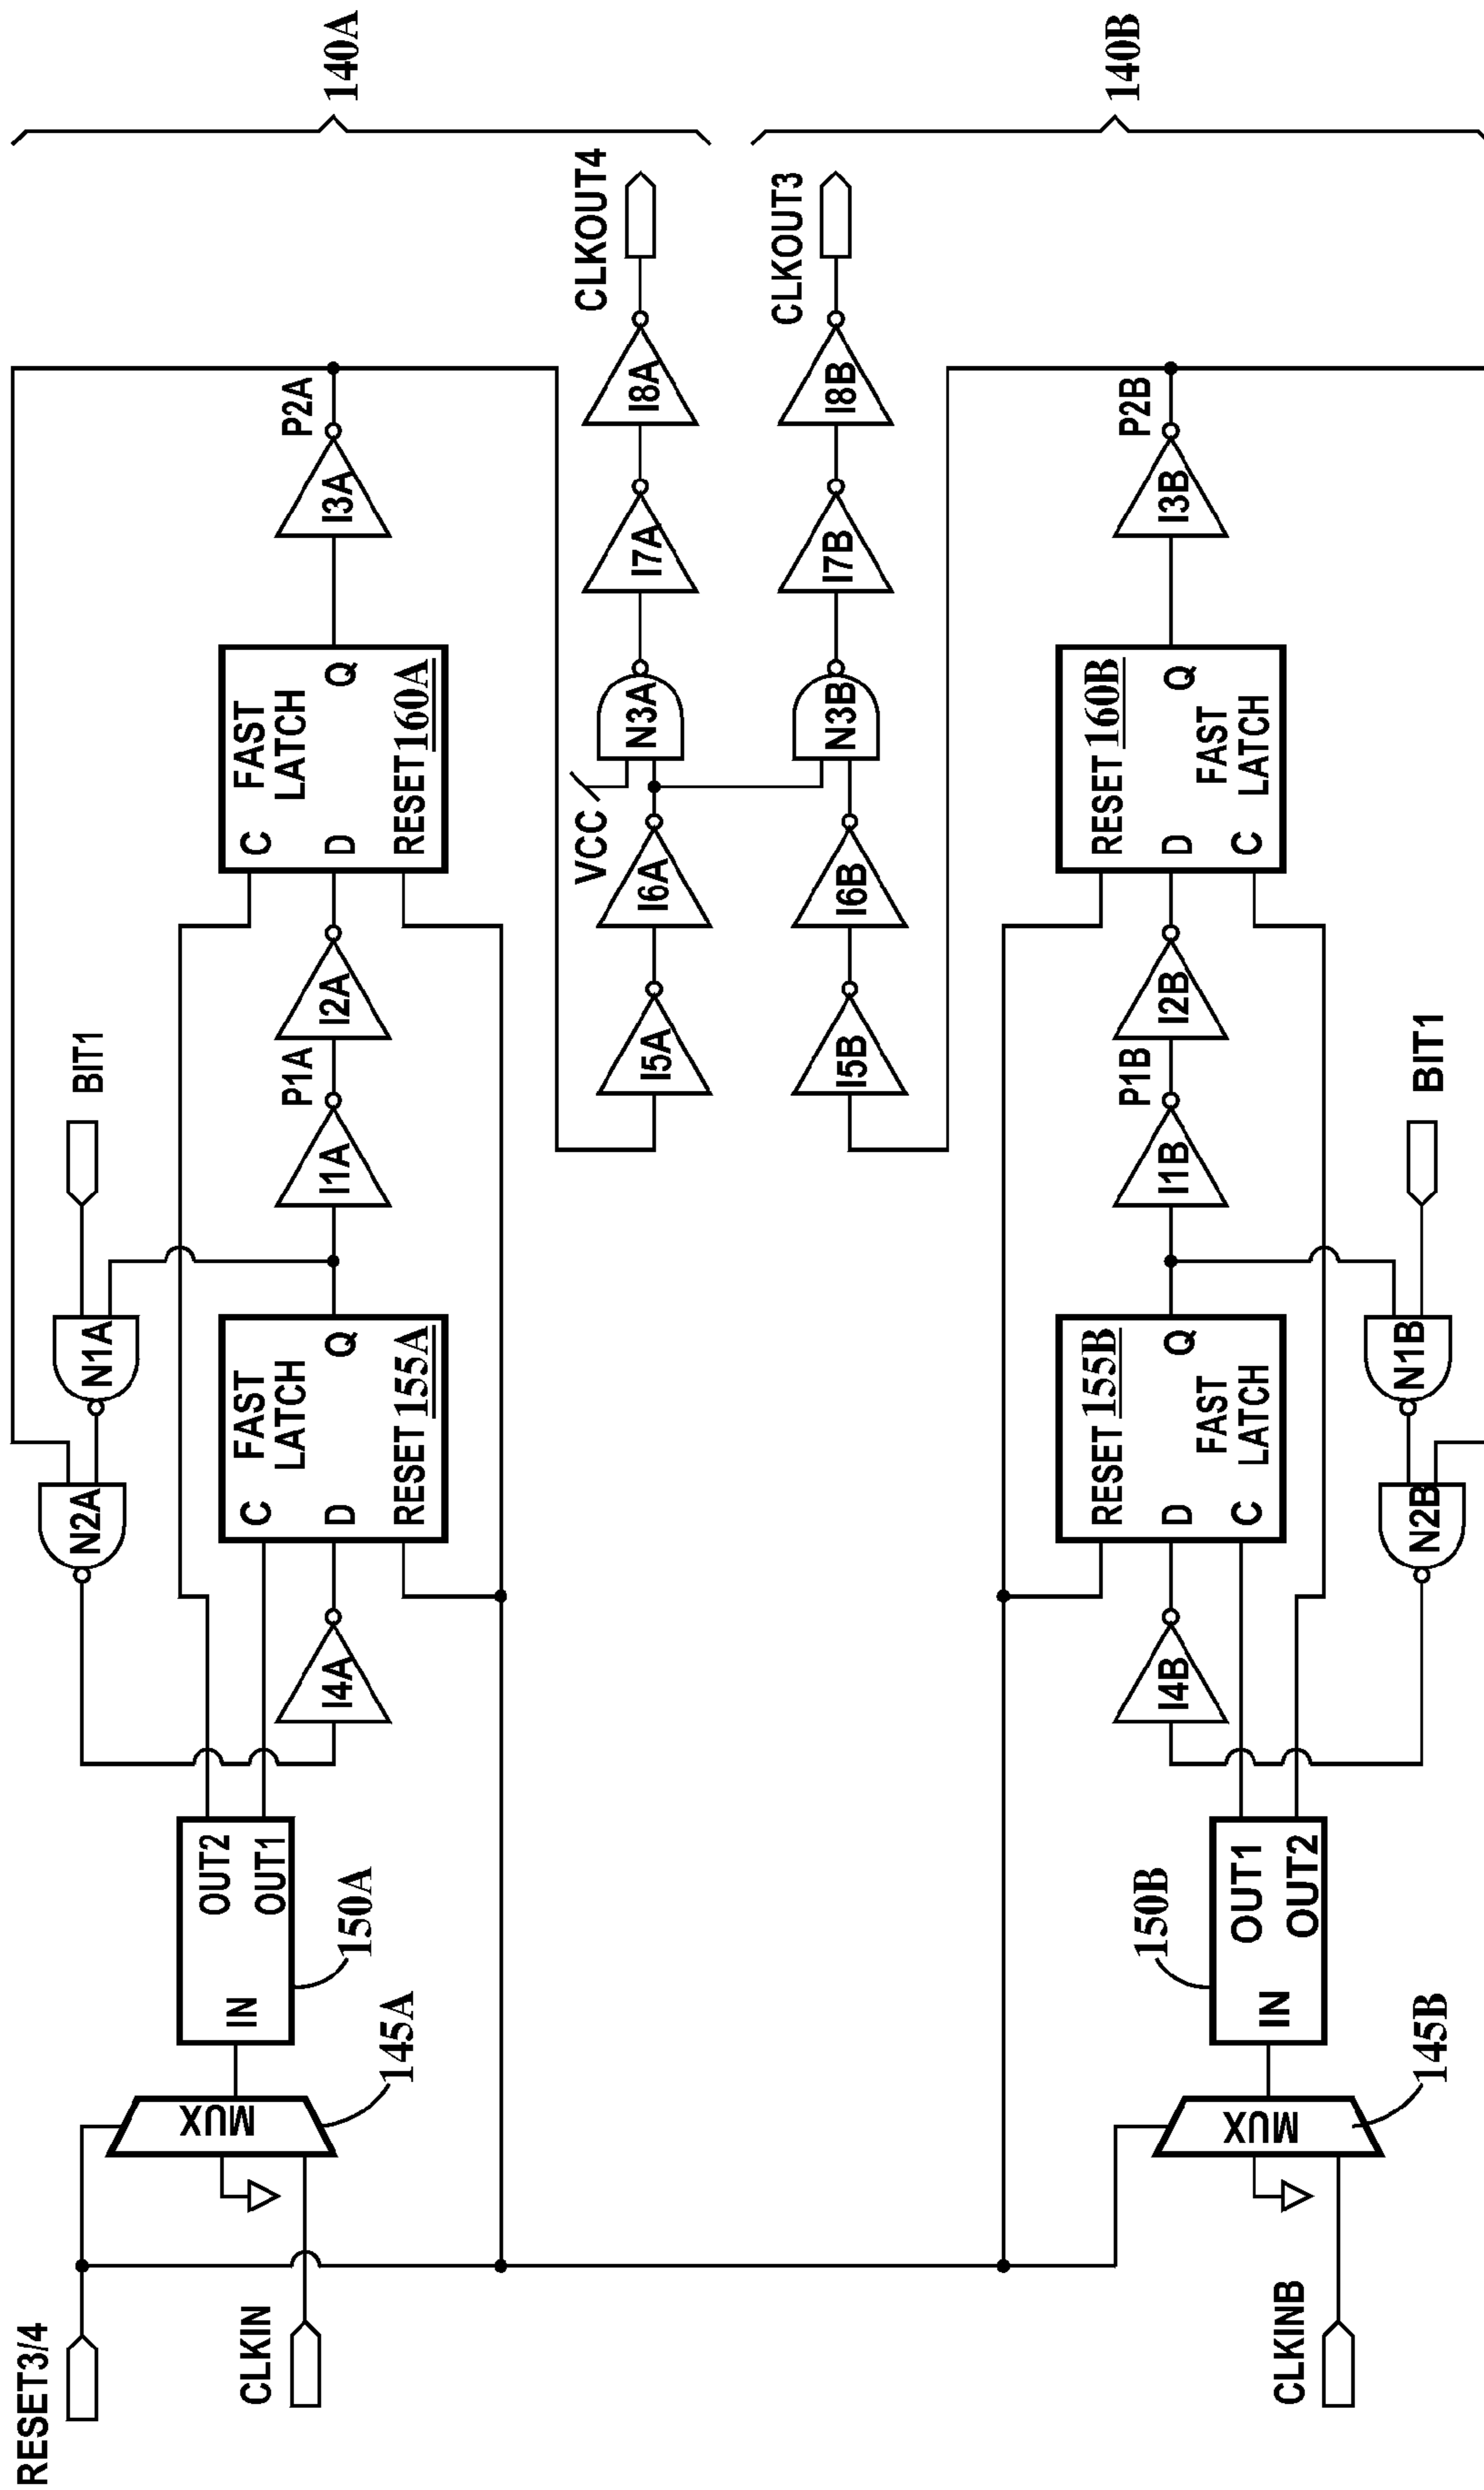 140A
140B
BIT1
CLKOUT4
CLKOUT3
P2A
I3A
I8A
I7A
N3A
VCC
I6A
I5A
FAST
LATCH
C
D
Q
RESET 160A
I2A
P1A
I1A
N1A
N2A
FAST
LATCH
C
D
Q
RESET 155A
I4A
OUT2
OUT1
IN
150A
MUX
145A
RESET3/4
CLKIN
I8B
I7B
N3B
I6B
I5B
P2B
I3B
RESET 160B
Q
D
FAST
LATCH
C
I2B
P1B
I1B
BIT1
N1B
N2B
RESET 155B
Q
D
FAST
LATCH
C
I4B
OUT1
OUT2
IN
150B
MUX
145B
CLKINB